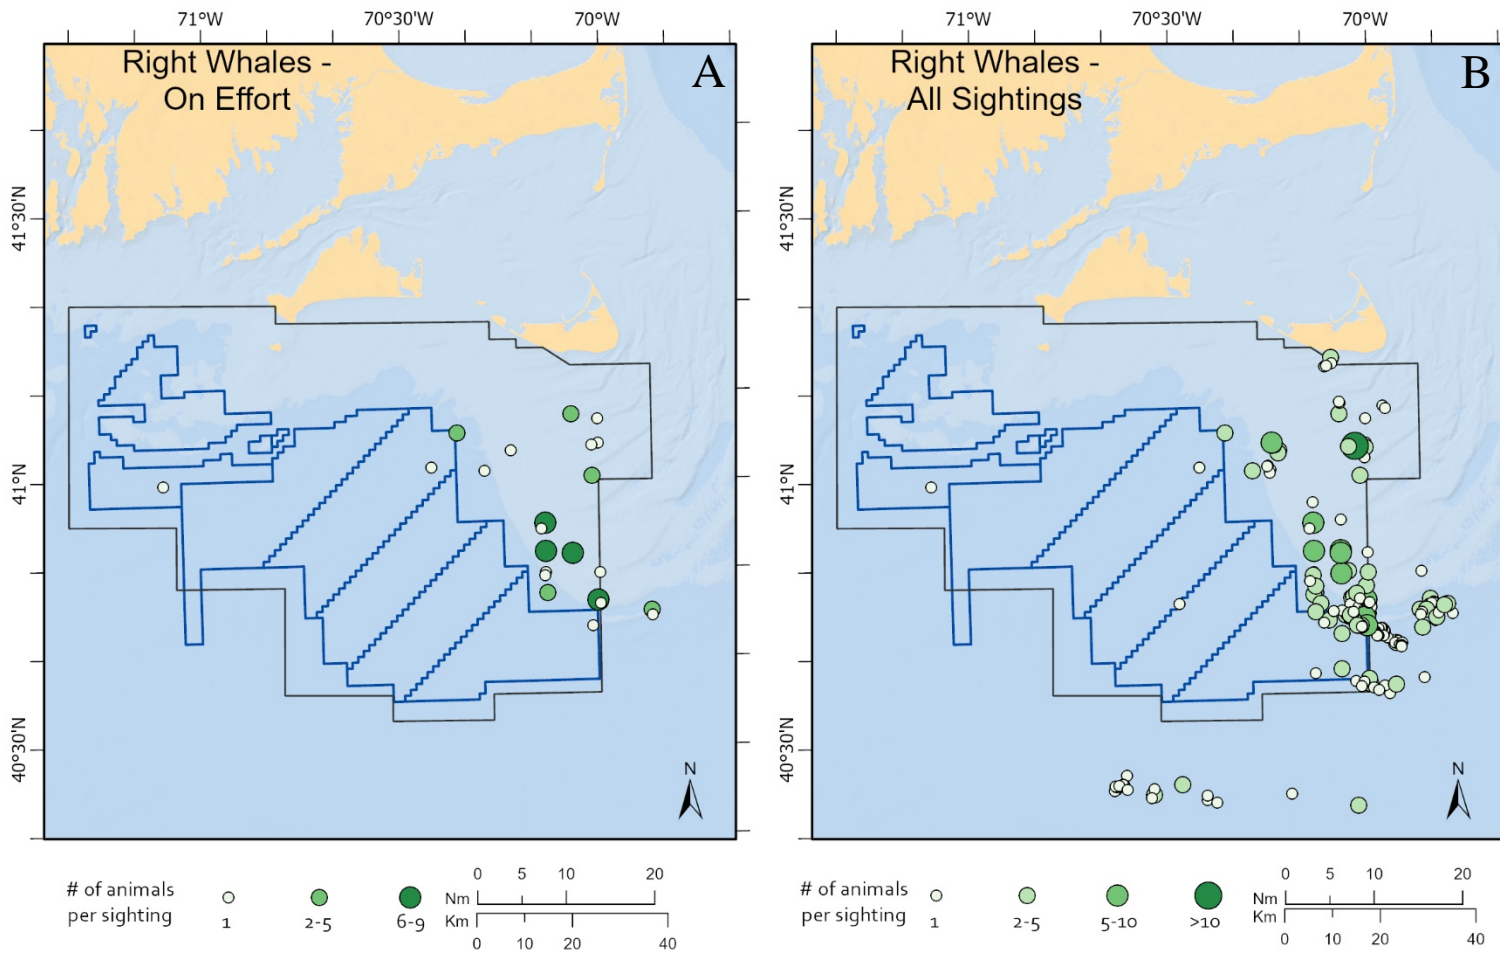 71°W 70°30'W 70°W 71°W 70°30'W 70°W
Right Whales -
On Effort
A
Right Whales -
All Sightings
B
41°30'N
41°N
40°30'N
41°30'N
41°N
40°30'N
N
N
# of animals
per sighting
1 2-5 6-9
0 5 10 20
Nm
Km
0 10 20 40
# of animals
per sighting
1 2-5 5-10 >10
0 5 10 20
Nm
Km
0 10 20 40